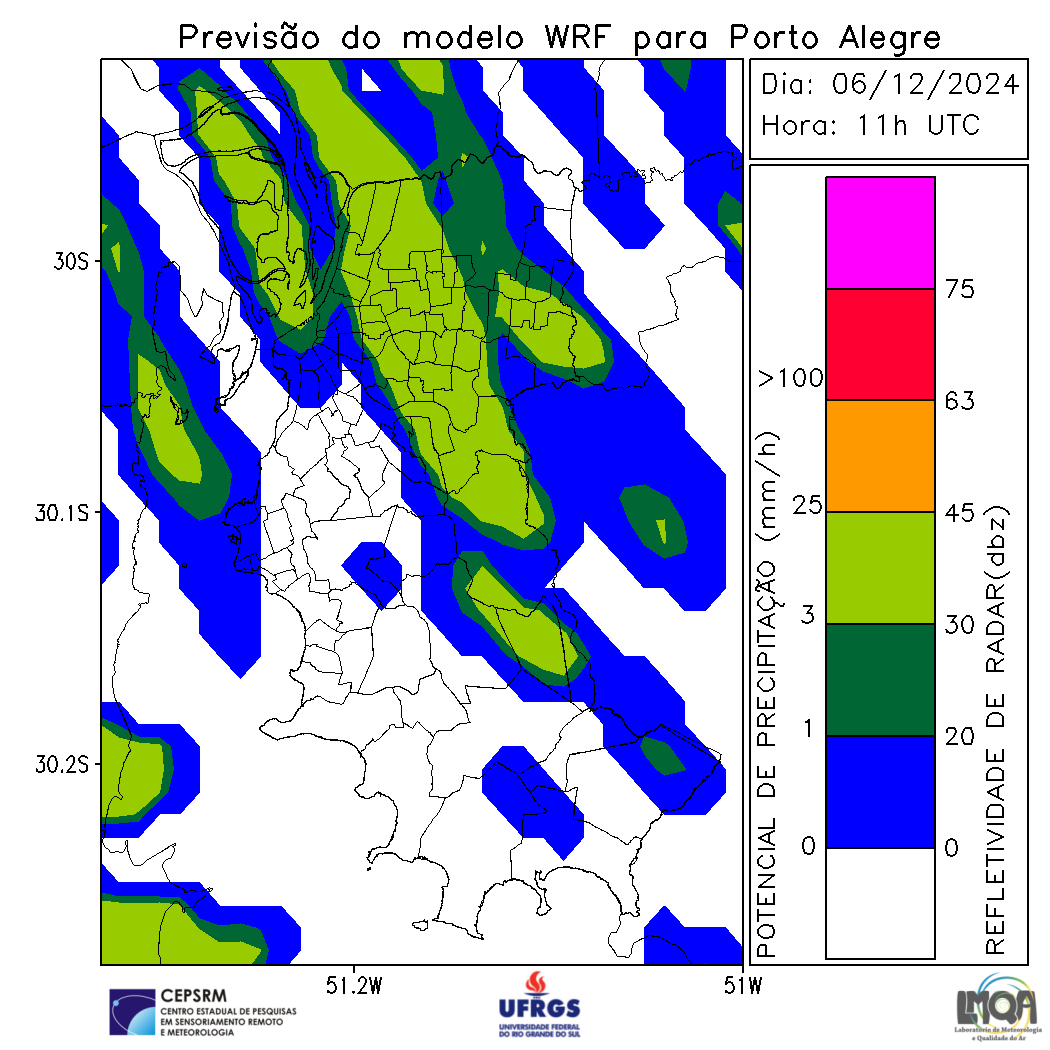 Previsão do modelo WRF para Porto Alegre
Dia: 06/12/2024
Hora: 11h UTC
30S
30.1S
30.2S
51.2W
51W
>100
25
3
1
0
75
63
45
30
20
0
POTENCIAL DE PRECIPITAÇÃO (mm/h)
REFLETIVIDADE DE RADAR(dbz)
CEPSRM
CENTRO ESTADUAL DE PESQUISAS
EM SENSORIAMENTO REMOTO
E METEOROLOGIA
UFRGS
UNIVERSIDADE FEDERAL
DO RIO GRANDE DO SUL
LMQA
Laboratório de Meteorologia
e Qualidade do Ar